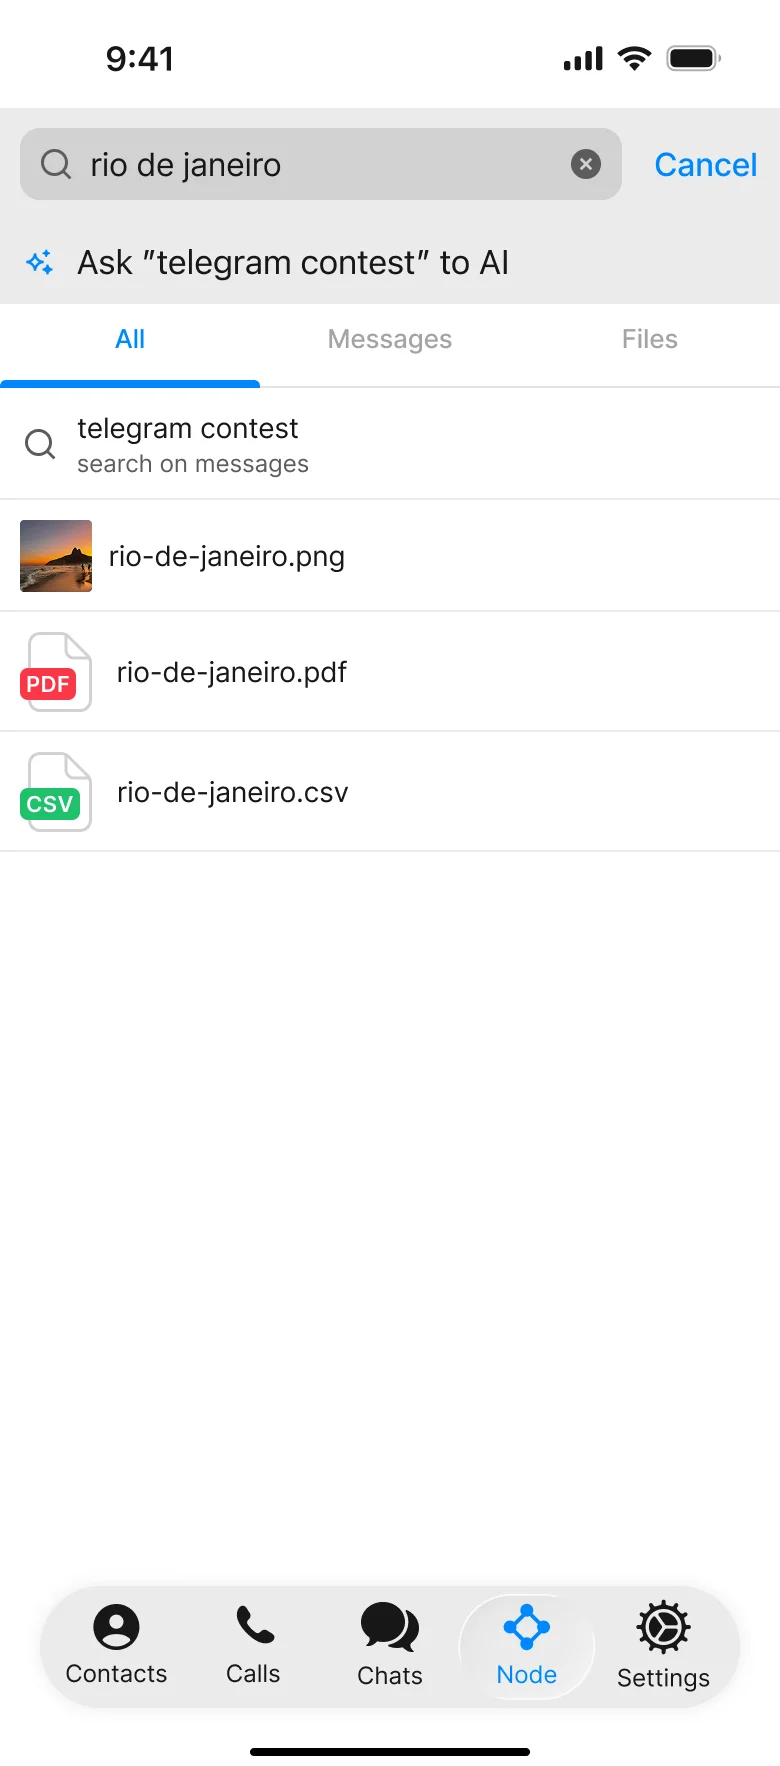 9:41
rio de janeiro
Cancel
Ask "telegram contest" to AI
All
Messages
Files
telegram contest
search on messages
rio-de-janeiro.png
PDF
rio-de-janeiro.pdf
CSV
rio-de-janeiro.csv
Contacts
Calls
Chats
Node
Settings